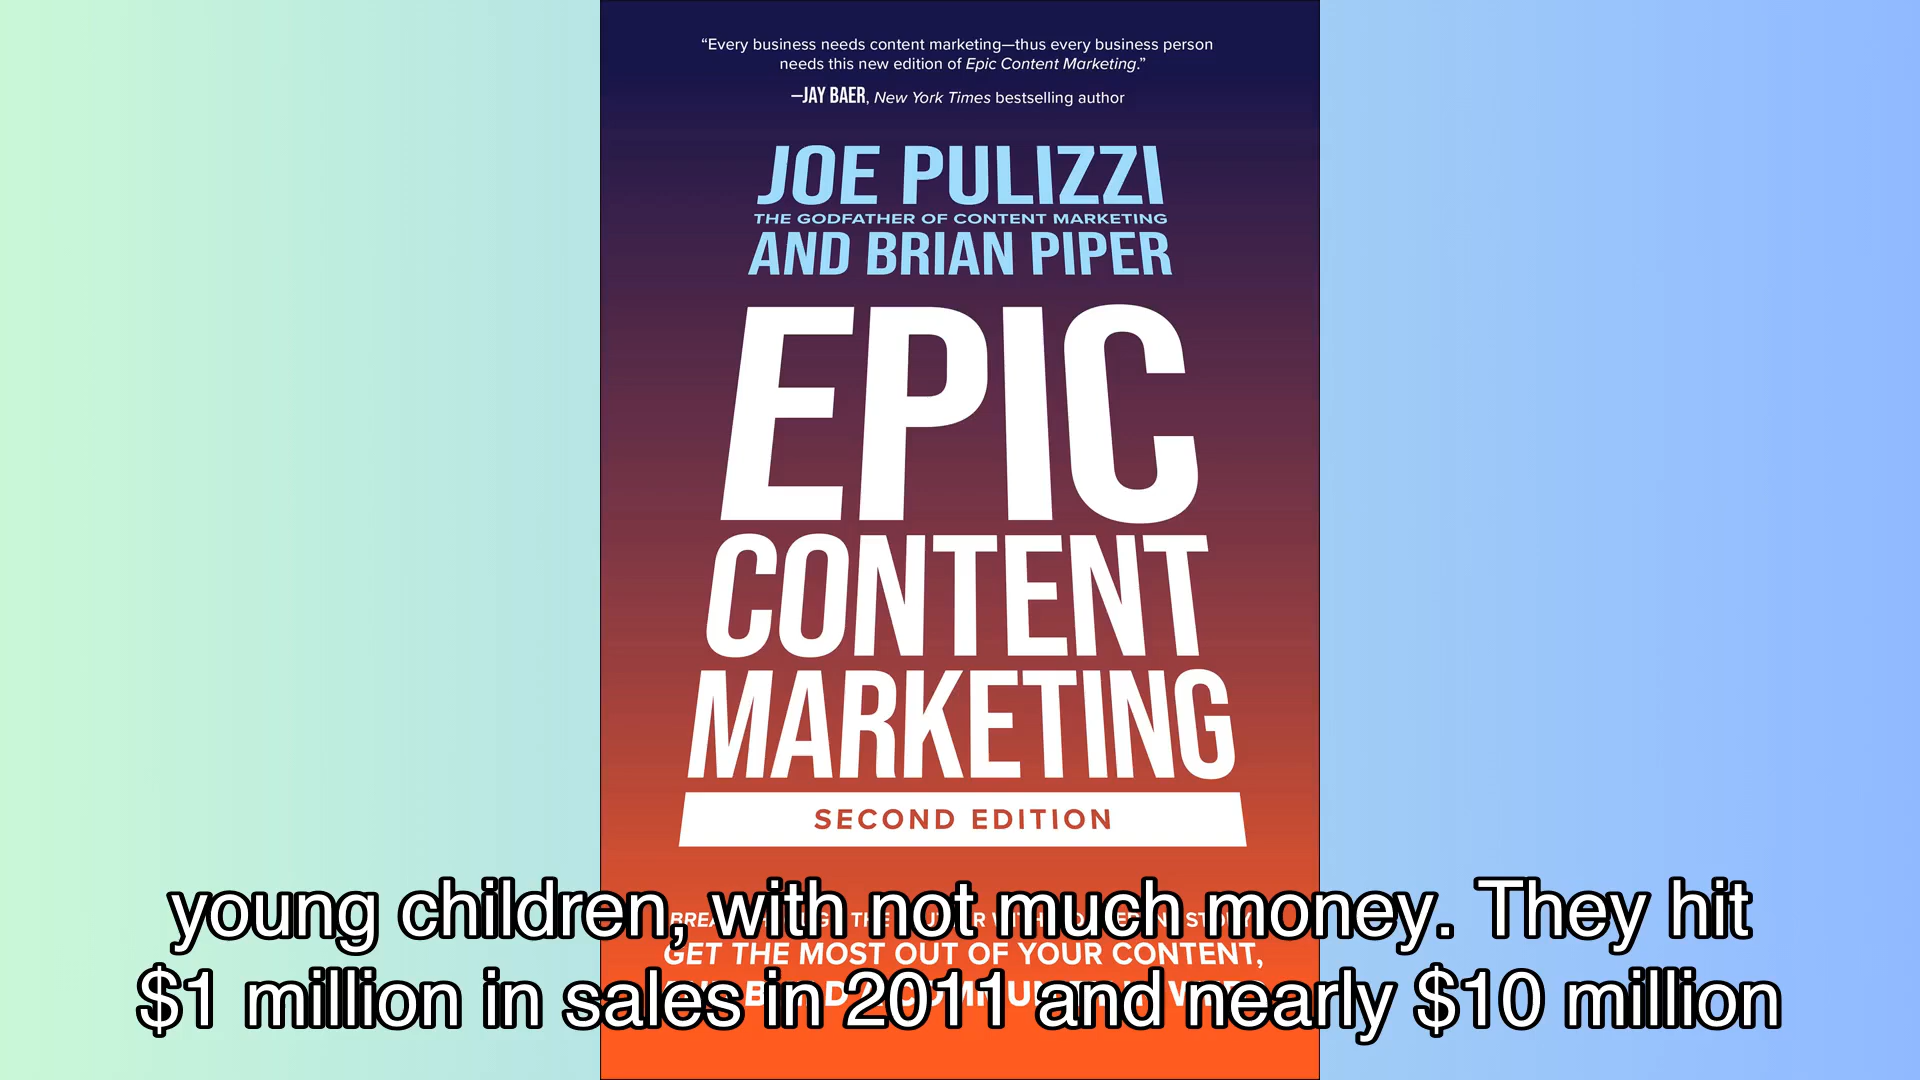 “Every business needs content marketing—thus every business person
needs this new edition of Epic Content Marketing.”
—JAY BAER, New York Times bestselling author
JOE PULIZZI
THE GODFATHER OF CONTENT MARKETING
AND BRIAN PIPER
EPIC
CONTENT
MARKETING
SECOND EDITION
young children, with not much money. They hit
GET THE MOST OUT OF YOUR CONTENT,
$1 million in sales in 2011 and nearly $10 million